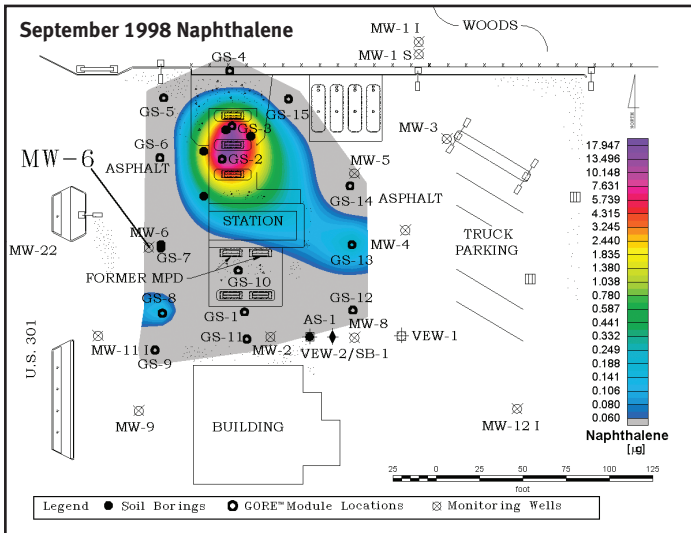 September 1998 Naphthalene
WOODS
MW-1 I
MW-1 S
GS-4
GS-5
GS-15
GS-3
MW-3
GS-6
GS-2
MW-6
ASPHALT
MW-5
GS-14
ASPHALT
STATION
TRUCK
PARKING
MW-22
MW-6
GS-7
MW-4
GS-13
FORMER MPD
GS-10
GS-8
GS-1
GS-12
AS-1
MW-8
VEW-1
U.S. 301
MW-11 I
GS-9
GS-11
MW-2
VEW-2/SB-1
MW-9
BUILDING
MW-12 I
17.947
13.496
10.148
7.631
5.739
4.315
3.245
2.440
1.835
1.380
1.038
0.780
0.587
0.441
0.332
0.249
0.188
0.141
0.106
0.080
0.060
Naphthalene
[µg]
25 0 25 50 75 100 125
foot
Legend Soil Borings GORE™ Module Locations Monitoring Wells